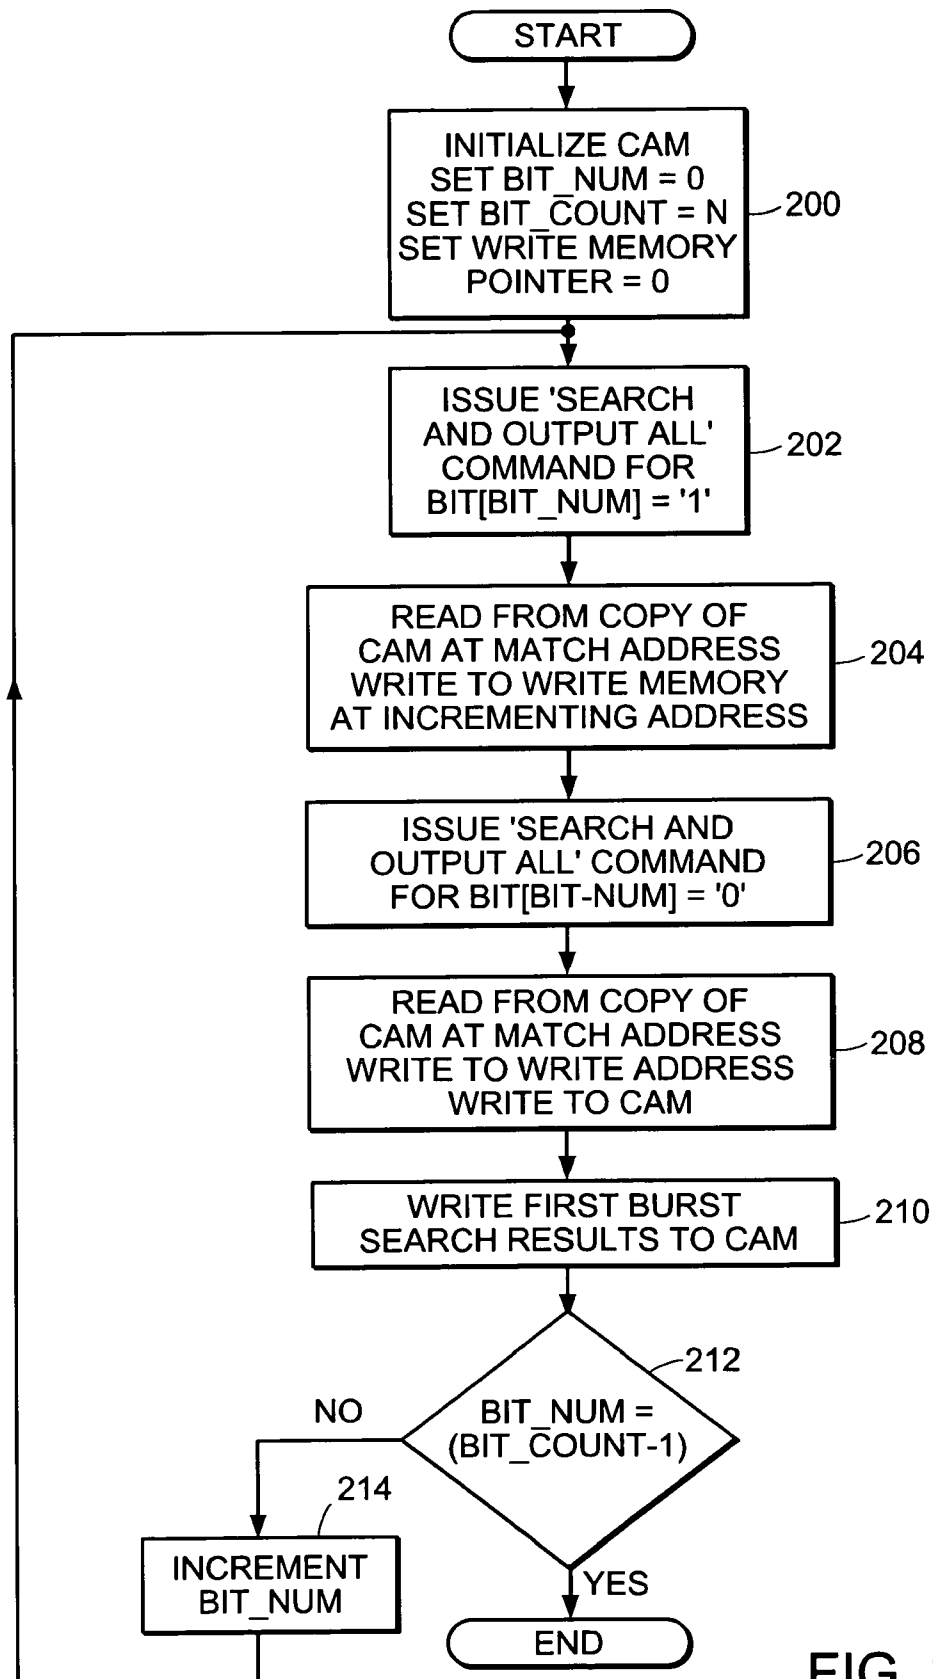 START
INITIALIZE CAM
SET BIT_NUM = 0
SET BIT_COUNT = N
SET WRITE MEMORY
POINTER = 0
200
ISSUE 'SEARCH
AND OUTPUT ALL'
COMMAND FOR
BIT[BIT_NUM] = '1'
202
READ FROM COPY OF
CAM AT MATCH ADDRESS
WRITE TO WRITE MEMORY
AT INCREMENTING ADDRESS
204
ISSUE 'SEARCH AND
OUTPUT ALL' COMMAND
FOR BIT[BIT-NUM] = '0'
206
READ FROM COPY OF
CAM AT MATCH ADDRESS
WRITE TO WRITE ADDRESS
WRITE TO CAM
208
WRITE FIRST BURST
SEARCH RESULTS TO CAM
210
212
BIT_NUM =
(BIT_COUNT-1)
NO
214
INCREMENT
BIT_NUM
YES
END
FIG.